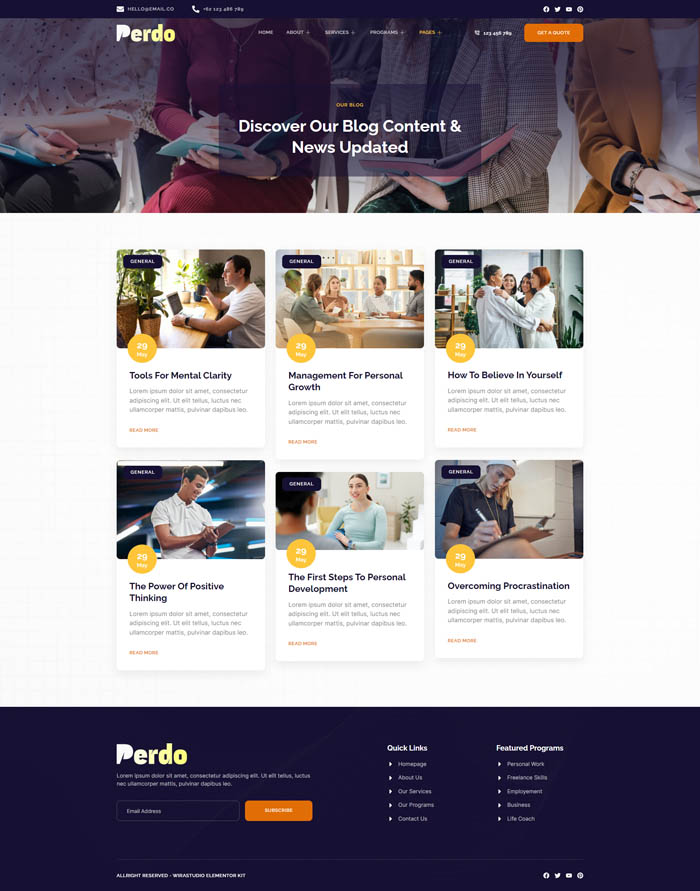 HELLO@EMAIL.CO
+62 123 486 789
Perdo
HOME
ABOUT +
SERVICES +
PROGRAMS +
PAGES +
123 456 789
GET A QUOTE
OUR BLOG
Discover Our Blog Content &
News Updated
GENERAL
29
May
Tools For Mental Clarity
Lorem ipsum dolor sit amet, consectetur
adipiscing elit. Ut elit tellus, luctus nec
ullamcorper mattis, pulvinar dapibus leo.
READ MORE
GENERAL
29
May
Management For Personal
Growth
Lorem ipsum dolor sit amet, consectetur
adipiscing elit. Ut elit tellus, luctus nec
ullamcorper mattis, pulvinar dapibus leo.
READ MORE
GENERAL
29
May
How To Believe In Yourself
Lorem ipsum dolor sit amet, consectetur
adipiscing elit. Ut elit tellus, luctus nec
ullamcorper mattis, pulvinar dapibus leo.
READ MORE
GENERAL
29
May
The Power Of Positive
Thinking
Lorem ipsum dolor sit amet, consectetur
adipiscing elit. Ut elit tellus, luctus nec
ullamcorper mattis, pulvinar dapibus leo.
READ MORE
GENERAL
29
May
The First Steps To Personal
Development
Lorem ipsum dolor sit amet, consectetur
adipiscing elit. Ut elit tellus, luctus nec
ullamcorper mattis, pulvinar dapibus leo.
READ MORE
GENERAL
29
May
Overcoming Procrastination
Lorem ipsum dolor sit amet, consectetur
adipiscing elit. Ut elit tellus, luctus nec
ullamcorper mattis, pulvinar dapibus leo.
READ MORE
Perdo
Lorem ipsum dolor sit amet, consectetur adipiscing elit. Ut elit tellus, luctus
nec ullamcorper mattis, pulvinar dapibus leo.
Email Address
SUBSCRIBE
Quick Links
Homepage
About Us
Our Services
Our Programs
Contact Us
Featured Programs
Personal Work
Freelance Skills
Employement
Business
Life Coach
ALLRIGHT RESERVED - WIRASTUDIO ELEMENTOR KIT